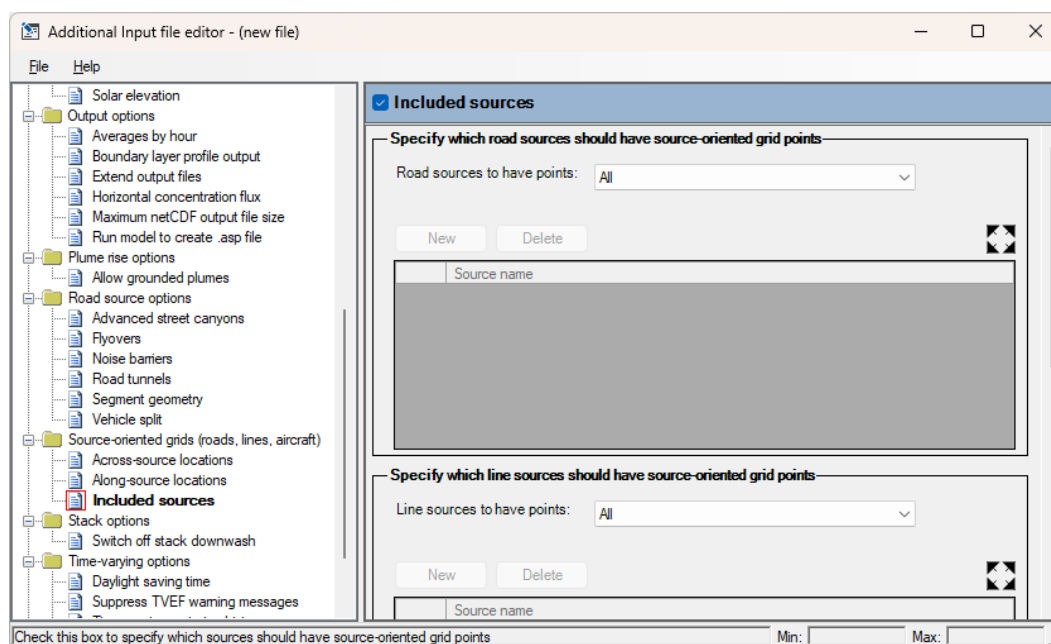 Additional Input file editor - (new file)
File Help
Solar elevation
Output options
Averages by hour
Boundary layer profile output
Extend output files
Horizontal concentration flux
Maximum netCDF output file size
Run model to create .asp file
Plume rise options
Allow grounded plumes
Road source options
Advanced street canyons
Flyovers
Noise barriers
Road tunnels
Segment geometry
Vehicle split
Source-oriented grids (roads, lines, aircraft)
Across-source locations
Along-source locations
Included sources
Stack options
Switch off stack downwash
Time-varying options
Daylight saving time
Suppress TVEF warning messages
Included sources
Specify which road sources should have source-oriented grid points
Road sources to have points: All
New Delete
Source name
Specify which line sources should have source-oriented grid points
Line sources to have points: All
New Delete
Source name
Check this box to specify which sources should have source-oriented grid points Min: Max: